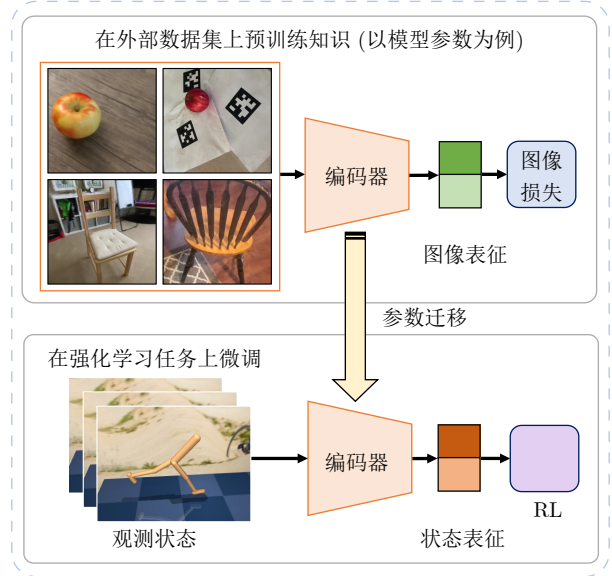 在外部数据集上预训练知识 (以模型参数为例)
编码器
图像
损失
图像表征
参数迁移
在强化学习任务上微调
编码器
RL
观测状态
状态表征